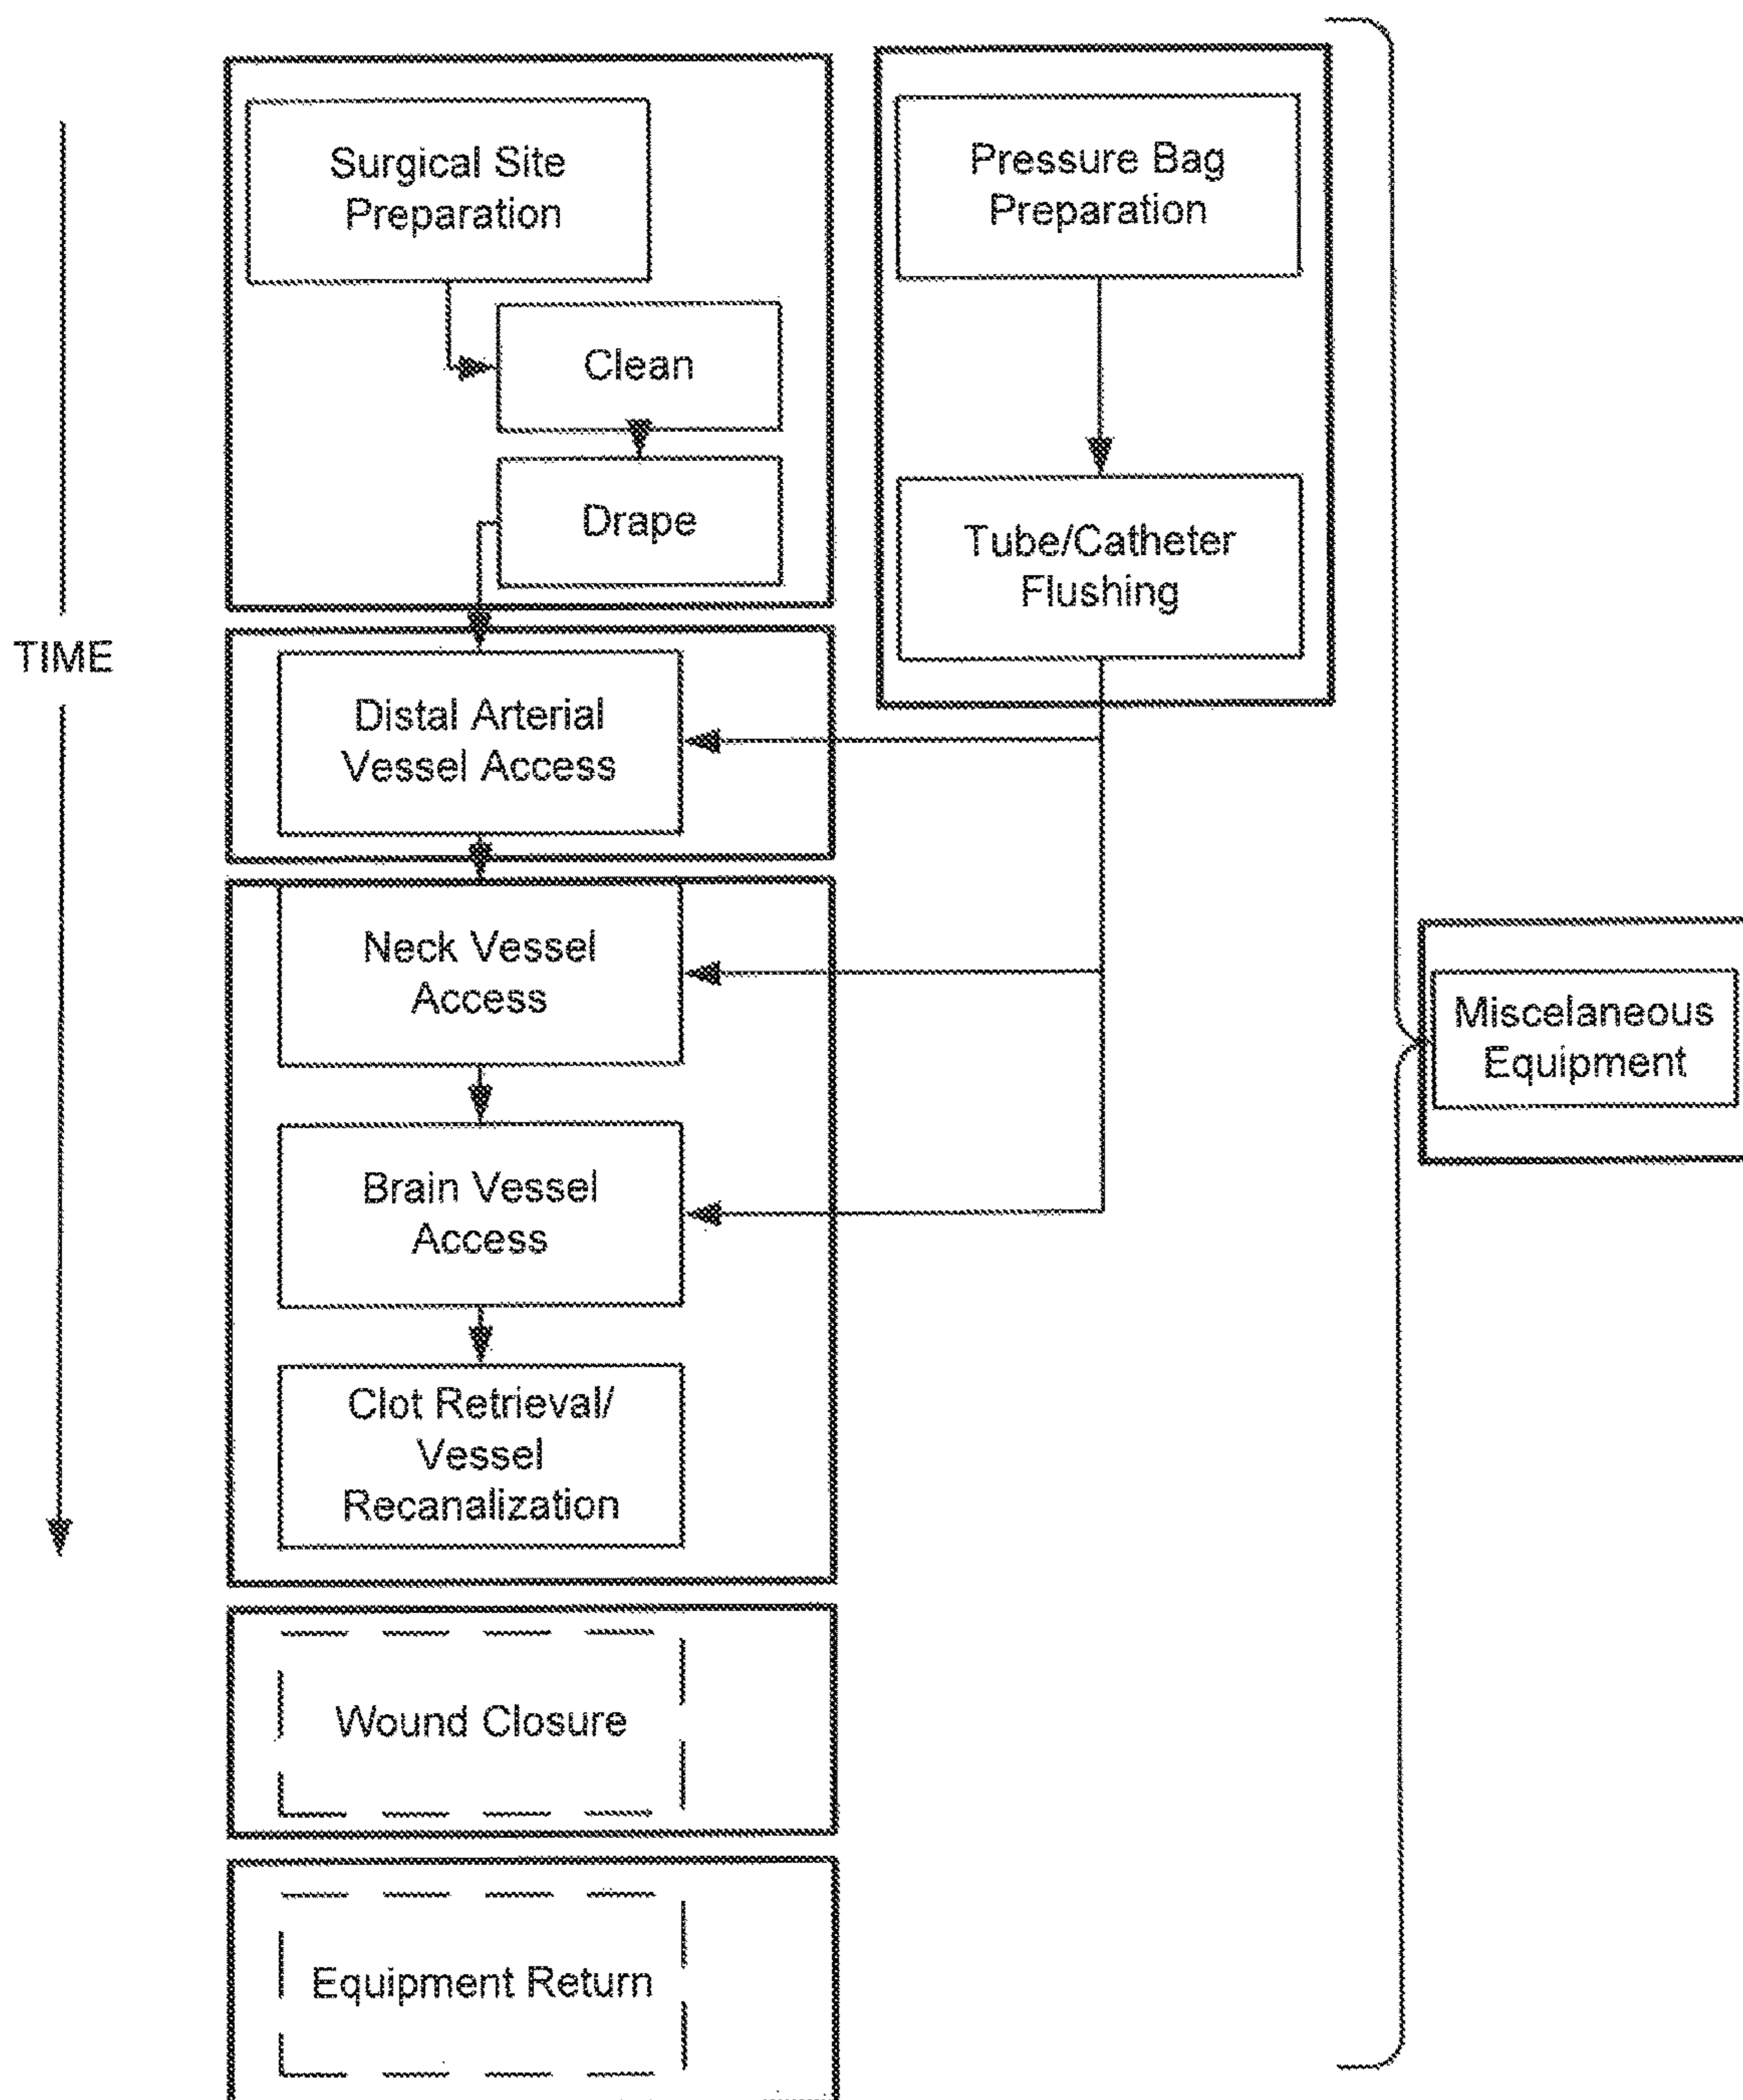 Surgical Site
Preparation
Clean
Drape
Pressure Bag
Preparation
Tube/Catheter
Flushing
TIME
Distal Arterial
Vessel Access
Neck Vessel
Access
Brain Vessel
Access
Clot Retrieval/
Vessel
Recanalization
Wound Closure
Equipment Return
Miscelaneous
Equipment